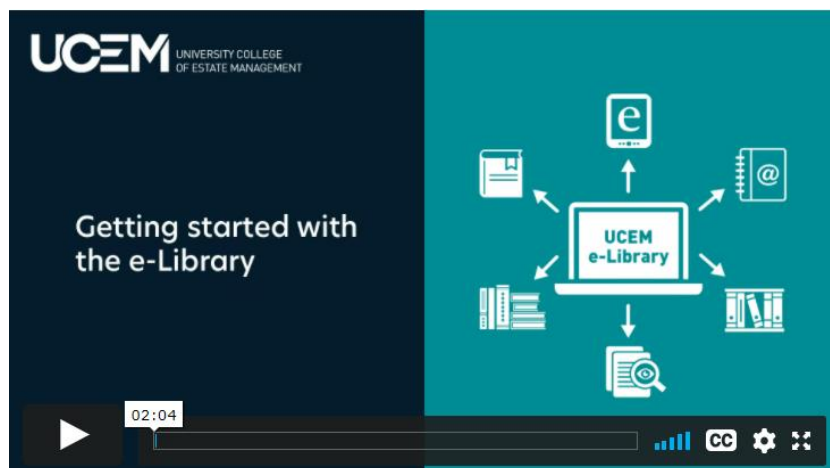 UCEM
UNIVERSITY COLLEGE
OF ESTATE MANAGEMENT
Getting started with
the e-Library
e
@
UCEM
e-Library
02:04
CC